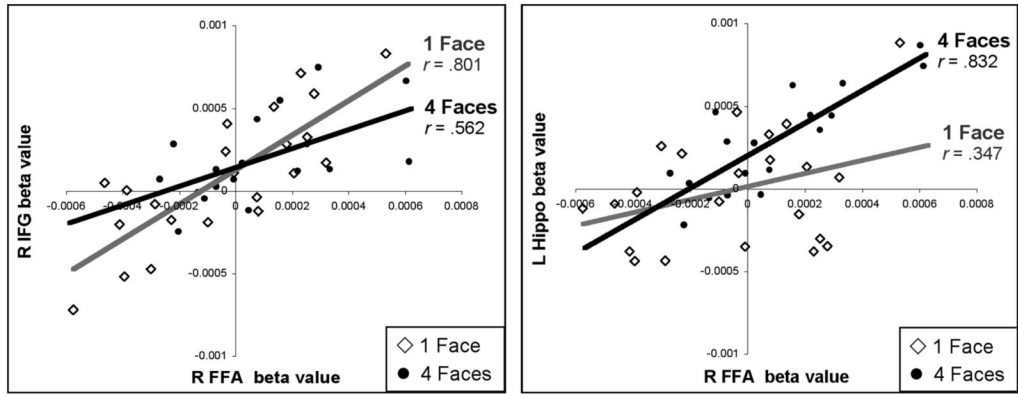 0.001
1 Face
r = .801
0.0005
4 Faces
r = .562
0
-0.0006 -0.0004 -0.0002 0.0002 0.0004 0.0006 0.0008
-0.0005
-0.001
R IFG beta value
R FFA beta value
1 Face
4 Faces
0.001
4 Faces
r = .832
0.0005
1 Face
r = .347
0
-0.0006 -0.0004 -0.0002 0.0002 0.0004 0.0006 0.0008
-0.0005
-0.001
L Hippo beta value
R FFA beta value
1 Face
4 Faces